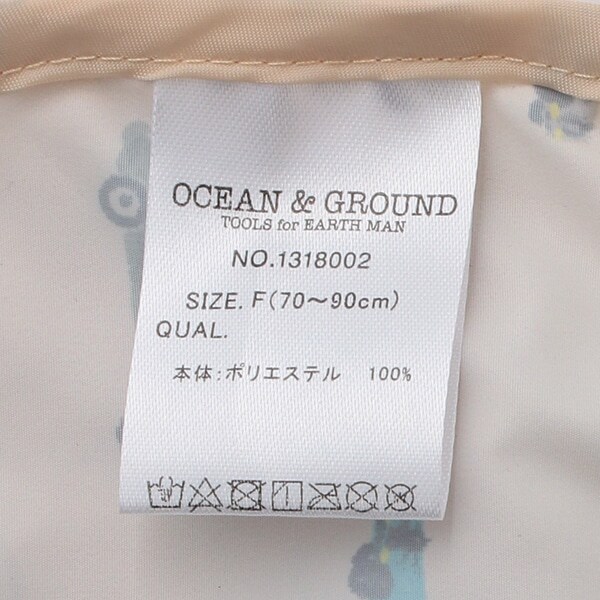 OCEAN & GROUND
TOOLS for EARTH MAN
NO.1318002
SIZE. F(70〜90cm)
QUAL.
本体:ポリエステル 100%